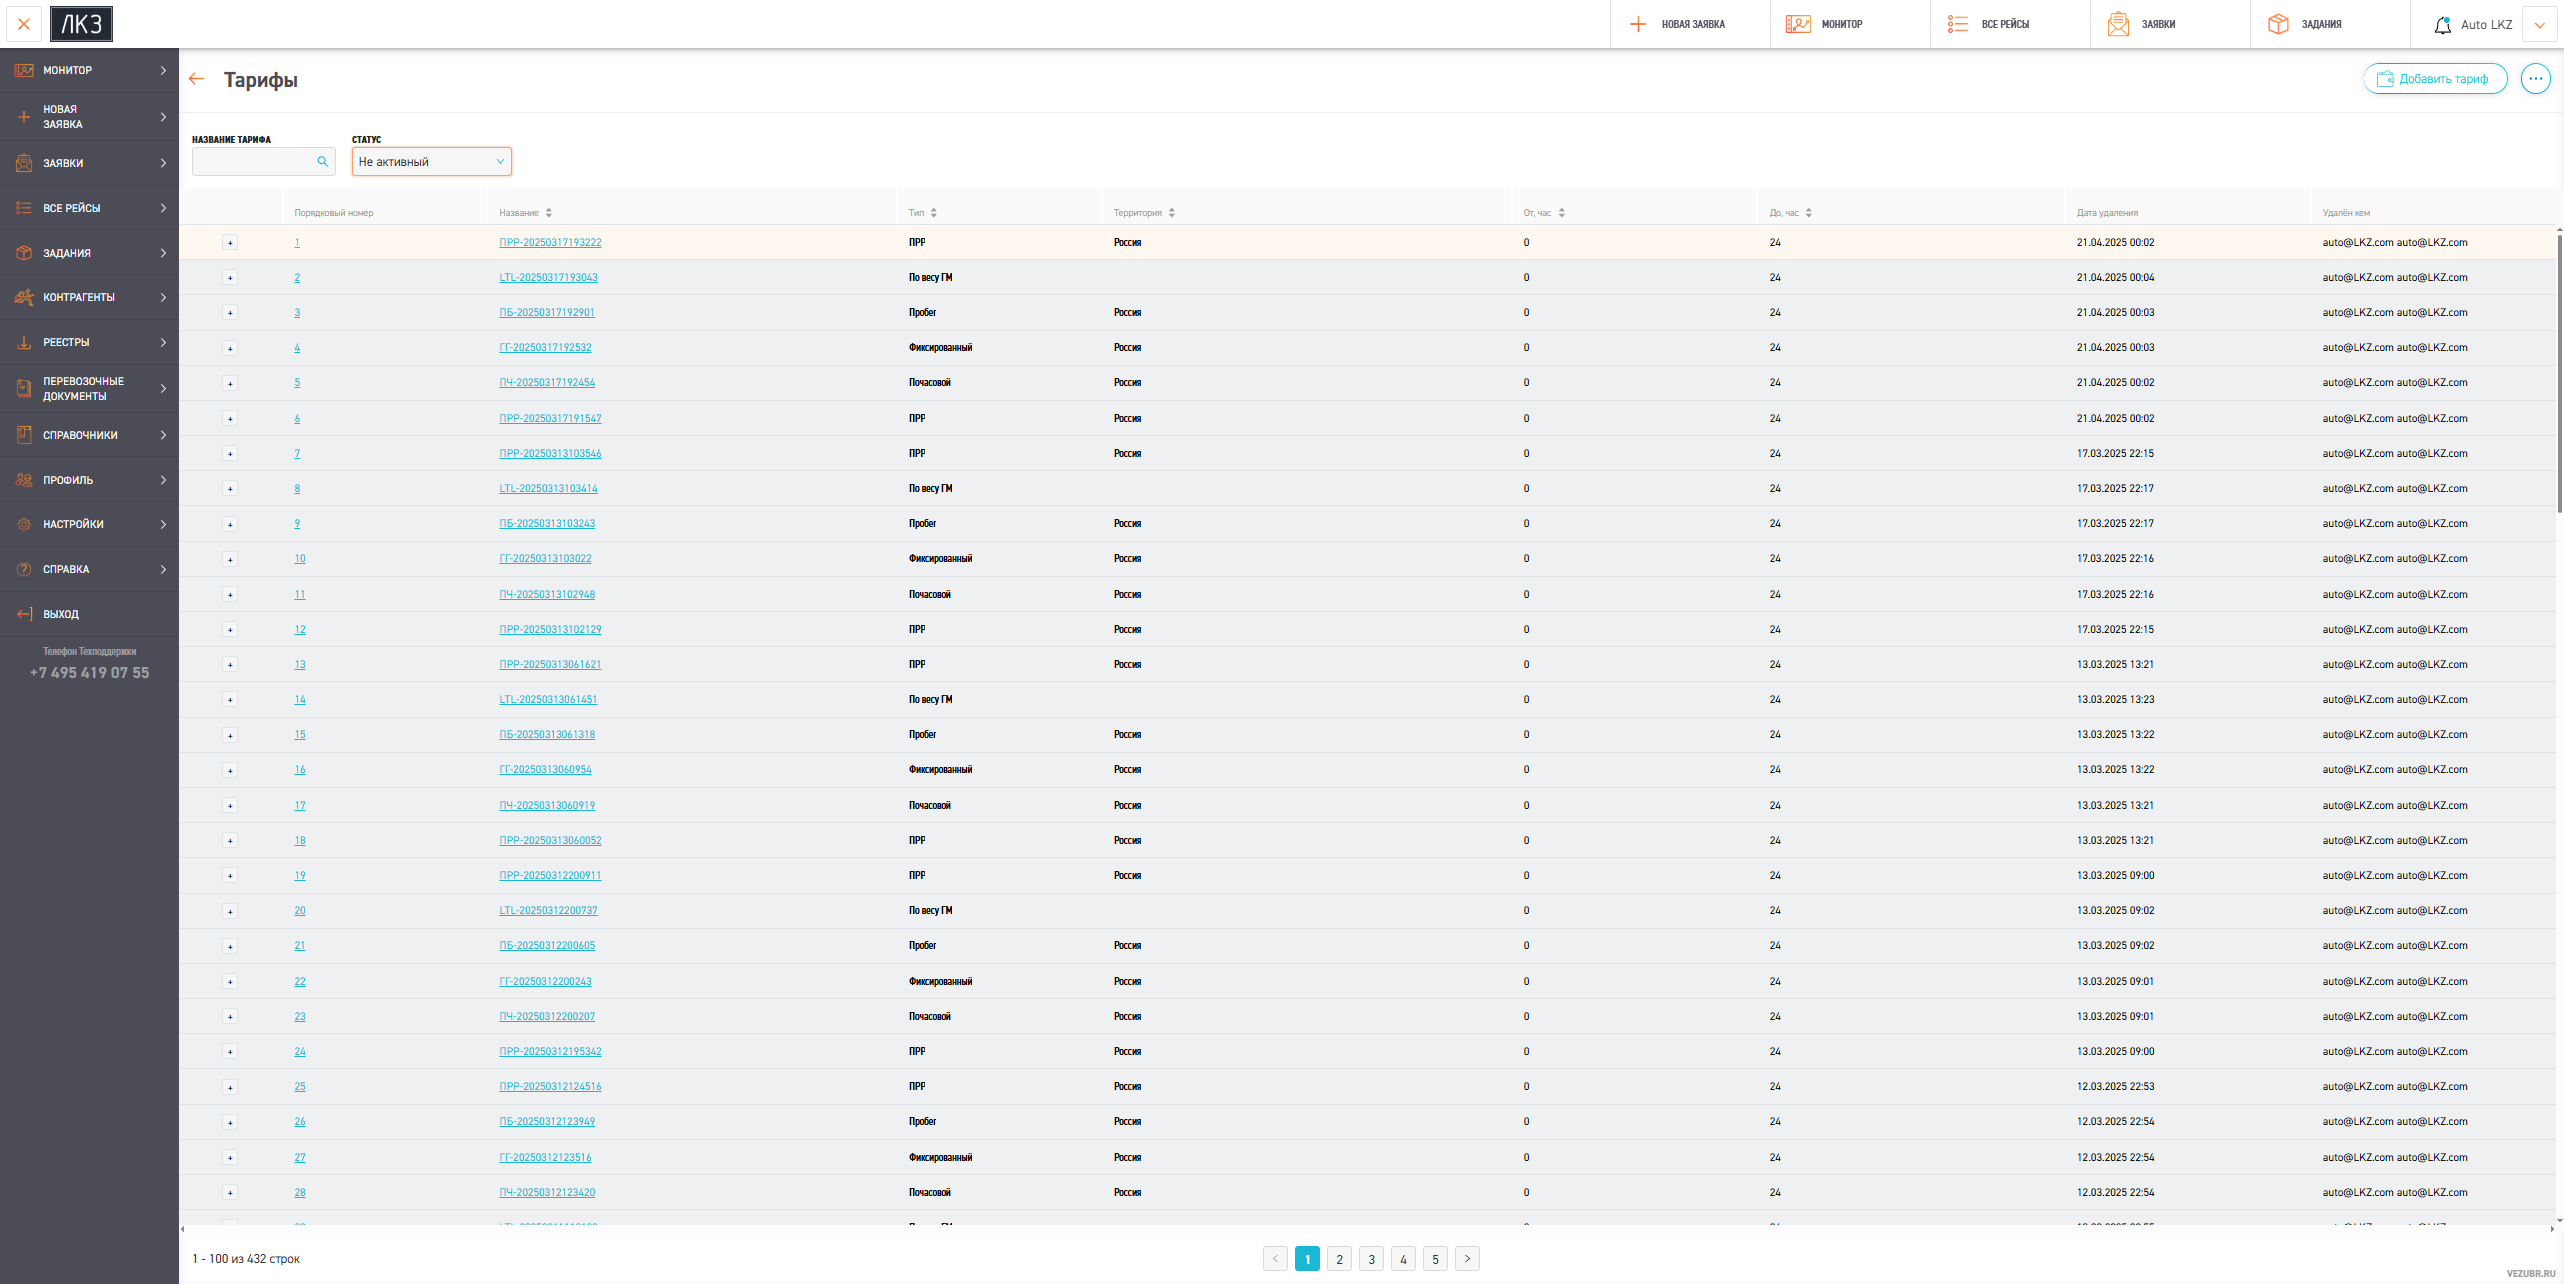 ЛКЗ
НОВАЯ ЗАЯВКА
МОНИТОР
ВСЕ РЕЙСЫ
ЗАЯВКИ
ЗАДАНИЯ
Auto LKZ
МОНИТОР
НОВАЯ
ЗАЯВКА
ЗАЯВКИ
ВСЕ РЕЙСЫ
ЗАДАНИЯ
КОНТРАГЕНТЫ
РЕЕСТРЫ
ПЕРЕВОЗОЧНЫЕ
ДОКУМЕНТЫ
СПРАВОЧНИКИ
ПРОФИЛЬ
НАСТРОЙКИ
СПРАВКА
ВЫХОД
Телефон Техподдержки
+7 495 419 07 55
Тарифы
Добавить тариф
НАЗВАНИЕ ТАРИФА
СТАТУС
Не активный
Порядковый номер Название Тип Территория От, час До, час Дата удаления Удалён кем
+ 1 ПРР-20250317193222 ПРР Россия 0 24 21.04.2025 00:02 auto@LKZ.com auto@LKZ.com
+ 2 LTL-20250317193043 По весу ГМ 0 24 21.04.2025 00:04 auto@LKZ.com auto@LKZ.com
+ 3 ПБ-20250317192901 Пробег Россия 0 24 21.04.2025 00:03 auto@LKZ.com auto@LKZ.com
+ 4 ГГ-20250317192532 Фиксированный Россия 0 24 21.04.2025 00:03 auto@LKZ.com auto@LKZ.com
+ 5 ПЧ-20250317192454 Почасовой Россия 0 24 21.04.2025 00:02 auto@LKZ.com auto@LKZ.com
+ 6 ПРР-20250317191547 ПРР Россия 0 24 21.04.2025 00:02 auto@LKZ.com auto@LKZ.com
+ 7 ПРР-20250313103546 ПРР Россия 0 24 17.03.2025 22:15 auto@LKZ.com auto@LKZ.com
+ 8 LTL-20250313103414 По весу ГМ 0 24 17.03.2025 22:17 auto@LKZ.com auto@LKZ.com
+ 9 ПБ-20250313103243 Пробег Россия 0 24 17.03.2025 22:17 auto@LKZ.com auto@LKZ.com
+ 10 ГГ-20250313103022 Фиксированный Россия 0 24 17.03.2025 22:16 auto@LKZ.com auto@LKZ.com
+ 11 ПЧ-20250313102948 Почасовой Россия 0 24 17.03.2025 22:16 auto@LKZ.com auto@LKZ.com
+ 12 ПРР-20250313102129 ПРР Россия 0 24 17.03.2025 22:15 auto@LKZ.com auto@LKZ.com
+ 13 ПРР-20250313061621 ПРР Россия 0 24 13.03.2025 13:21 auto@LKZ.com auto@LKZ.com
+ 14 LTL-20250313061451 По весу ГМ 0 24 13.03.2025 13:23 auto@LKZ.com auto@LKZ.com
+ 15 ПБ-20250313061318 Пробег Россия 0 24 13.03.2025 13:22 auto@LKZ.com auto@LKZ.com
+ 16 ГГ-20250313060954 Фиксированный Россия 0 24 13.03.2025 13:22 auto@LKZ.com auto@LKZ.com
+ 17 ПЧ-20250313060919 Почасовой Россия 0 24 13.03.2025 13:21 auto@LKZ.com auto@LKZ.com
+ 18 ПРР-20250313060052 ПРР Россия 0 24 13.03.2025 13:21 auto@LKZ.com auto@LKZ.com
+ 19 ПРР-20250312200911 ПРР Россия 0 24 13.03.2025 09:00 auto@LKZ.com auto@LKZ.com
+ 20 LTL-20250312200737 По весу ГМ 0 24 13.03.2025 09:02 auto@LKZ.com auto@LKZ.com
+ 21 ПБ-20250312200605 Пробег Россия 0 24 13.03.2025 09:02 auto@LKZ.com auto@LKZ.com
+ 22 ГГ-20250312200243 Фиксированный Россия 0 24 13.03.2025 09:01 auto@LKZ.com auto@LKZ.com
+ 23 ПЧ-20250312200207 Почасовой Россия 0 24 13.03.2025 09:01 auto@LKZ.com auto@LKZ.com
+ 24 ПРР-20250312195342 ПРР Россия 0 24 13.03.2025 09:00 auto@LKZ.com auto@LKZ.com
+ 25 ПРР-20250312124516 ПРР Россия 0 24 12.03.2025 22:53 auto@LKZ.com auto@LKZ.com
+ 26 ПБ-20250312123949 Пробег Россия 0 24 12.03.2025 22:54 auto@LKZ.com auto@LKZ.com
+ 27 ГГ-20250312123516 Фиксированный Россия 0 24 12.03.2025 22:54 auto@LKZ.com auto@LKZ.com
+ 28 ПЧ-20250312123420 Почасовой Россия 0 24 12.03.2025 22:54 auto@LKZ.com auto@LKZ.com
1 - 100 из 432 строк
< 1 2 3 4 5 >
VEZUBR.RU